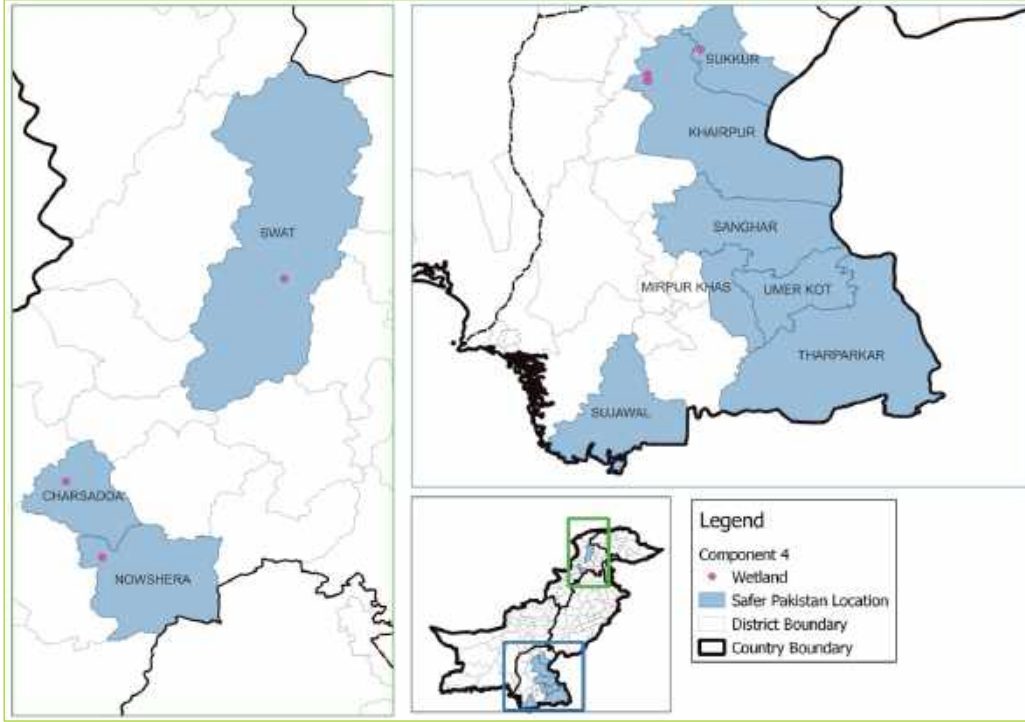 SWAT
CHARSADOA
NOWSHERA
SUKKUR
KHAIRPUR
SANGHAR
MIRPUR KHAS
UMER KOT
THARPARKAR
SUJAWAL
Legend
Component 4
Wetland
Safer Pakistan Location
District Boundary
Country Boundary